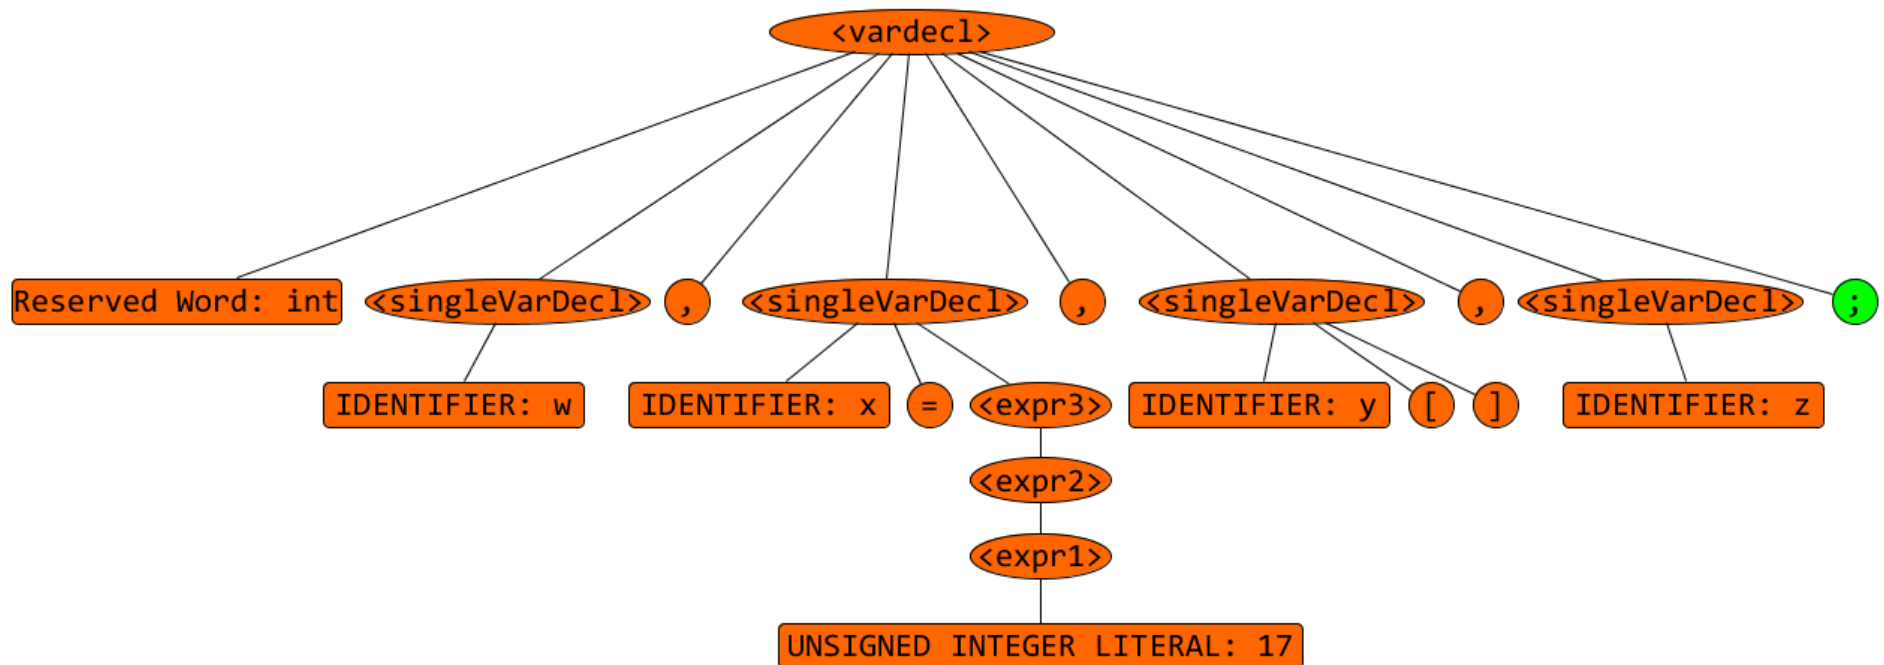 <vardecl>
Reserved Word: int <singleVarDecl> , <singleVarDecl> , <singleVarDecl> , <singleVarDecl> ;
IDENTIFIER: w IDENTIFIER: x = <expr3> IDENTIFIER: y [ ] IDENTIFIER: z
<expr2>
<expr1>
UNSIGNED INTEGER LITERAL: 17